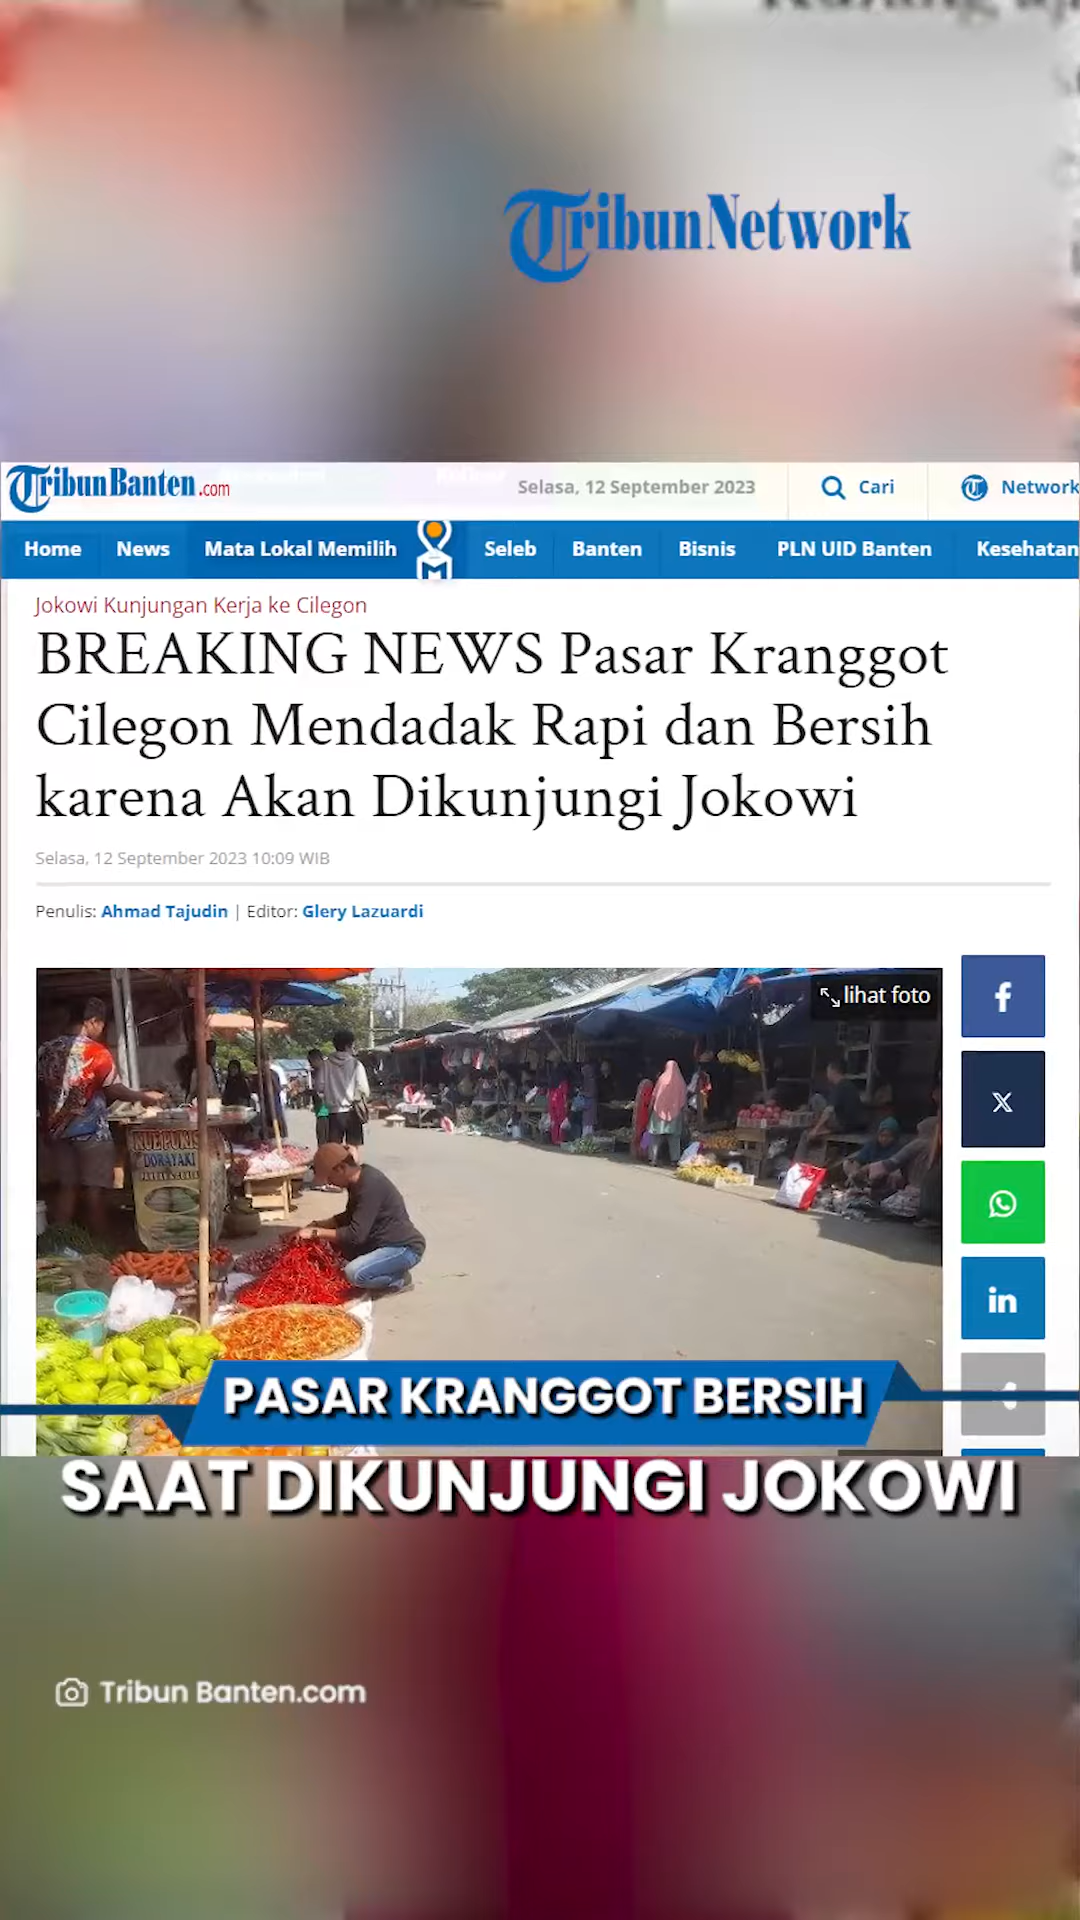 TribunNetwork
TribunBanten.com
Selasa, 12 September 2023
Cari
Network
Home
News
Mata Lokal Memilih
Seleb
Banten
Bisnis
PLN UID Banten
Kesehatan
Jokowi Kunjungan Kerja ke Cilegon
BREAKING NEWS Pasar Kranggot
Cilegon Mendadak Rapi dan Bersih
karena Akan Dikunjungi Jokowi
Selasa, 12 September 2023 10:09 WIB
Penulis: Ahmad Tajudin | Editor: Glery Lazuardi
lihat foto
KUE PUKIS
DORAYAKI
PASAR KRANGGOT BERSIH
SAAT DIKUNJUNGI JOKOWI
Tribun Banten.com